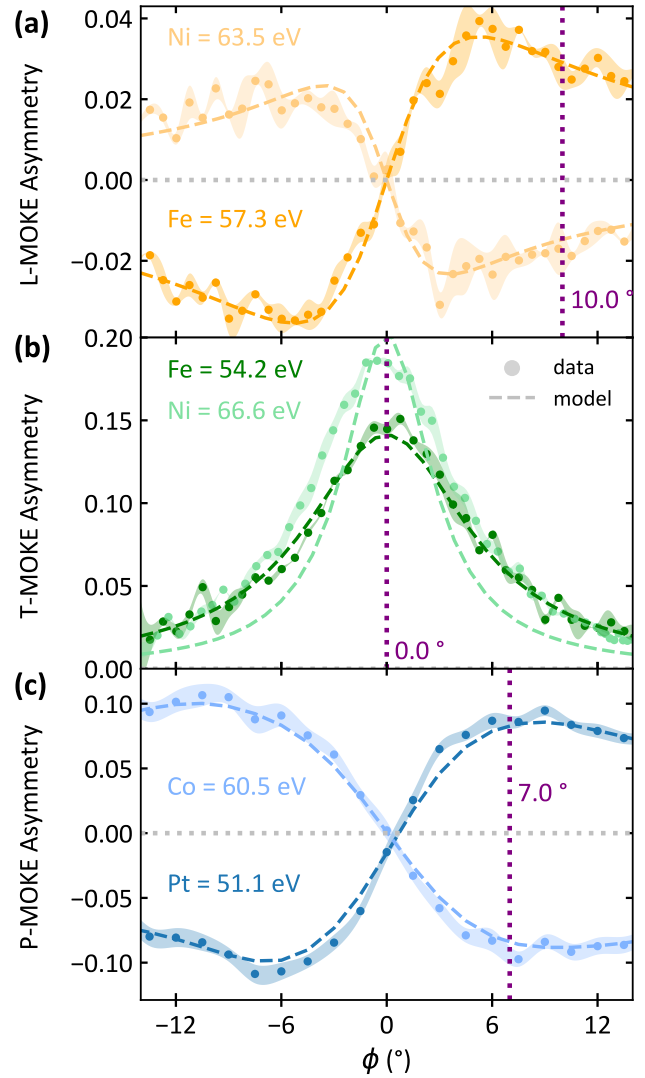 (a)
L-MOKE Asymmetry
0.04
0.02
0.00
−0.02
Ni = 63.5 eV
Fe = 57.3 eV
10.0 °
(b)
T-MOKE Asymmetry
0.20
0.15
0.10
0.05
0.00
Fe = 54.2 eV
Ni = 66.6 eV
data
model
0.0 °
(c)
P-MOKE Asymmetry
0.10
0.05
0.00
−0.05
−0.10
Co = 60.5 eV
Pt = 51.1 eV
7.0 °
−12 −6 0 6 12
ϕ (°)